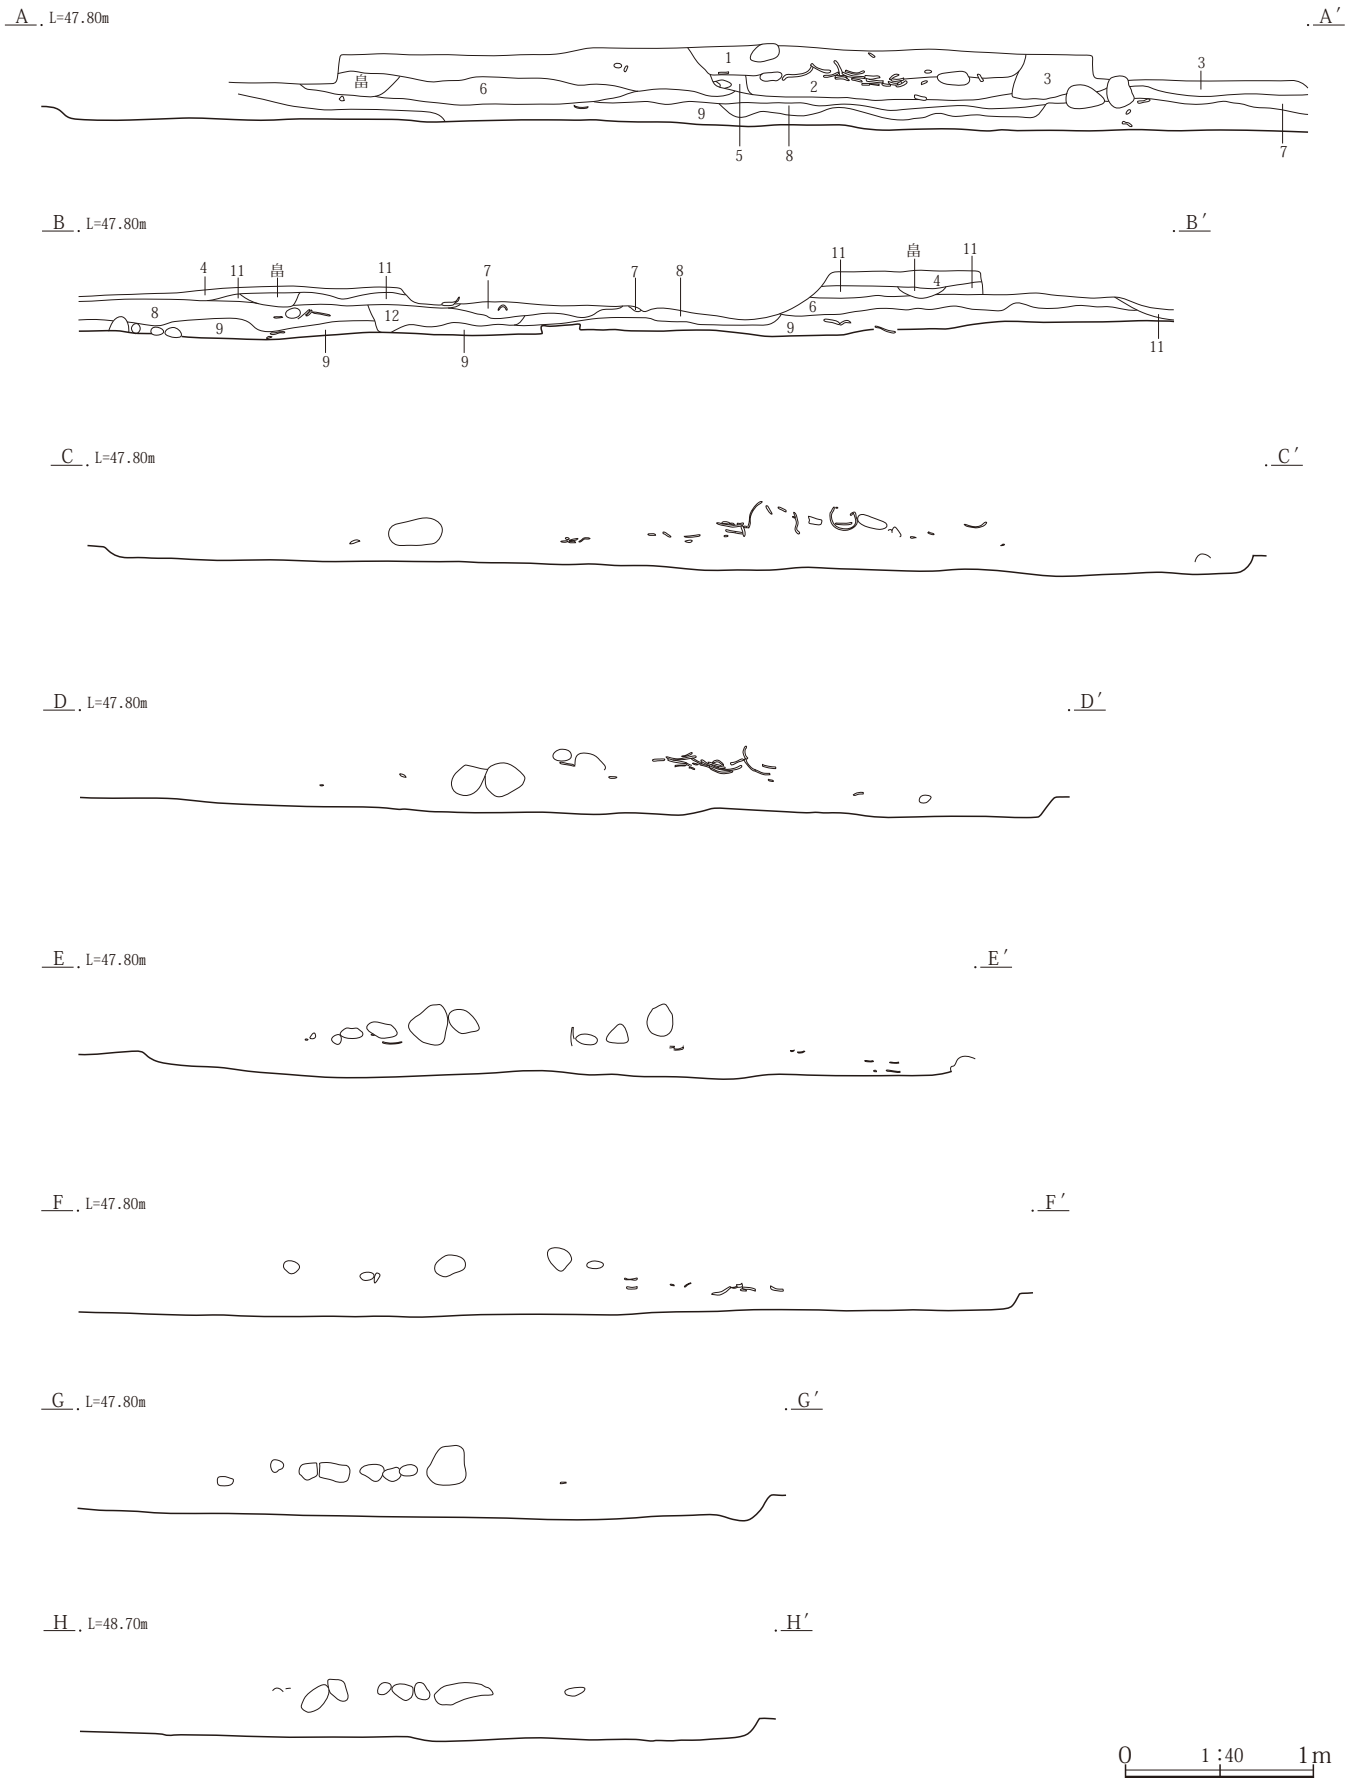 A . L=47.80m . A′
1
畠
6
2
3
3
9
5
8
7
B . L=47.80m . B′
4
11
畠
11
7
7
8
11
畠
11
4
8
9
12
6
9
9
9
11
C . L=47.80m . C′
D . L=47.80m . D′
E . L=47.80m . E′
F . L=47.80m . F′
G . L=47.80m . G′
H . L=48.70m . H′
0 1:40 1m